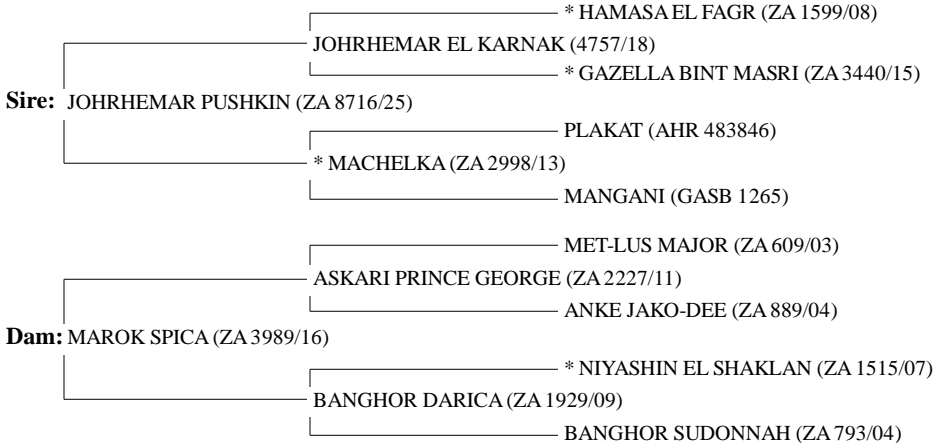 * HAMASA EL FAGR (ZA 1599/08)
JOHRHEMAR EL KARNAK (4757/18)
* GAZELLA BINT MASRI (ZA 3440/15)
Sire: JOHRHEMAR PUSHKIN (ZA 8716/25)
PLAKAT (AHR 483846)
* MACHELKA (ZA 2998/13)
MANGANI (GASB 1265)
MET-LUS MAJOR (ZA 609/03)
ASKARI PRINCE GEORGE (ZA 2227/11)
ANKE JAKO-DEE (ZA 889/04)
Dam: MAROK SPICA (ZA 3989/16)
* NIYASHIN EL SHAKLAN (ZA 1515/07)
BANGHOR DARICA (ZA 1929/09)
BANGHOR SUDONNAH (ZA 793/04)